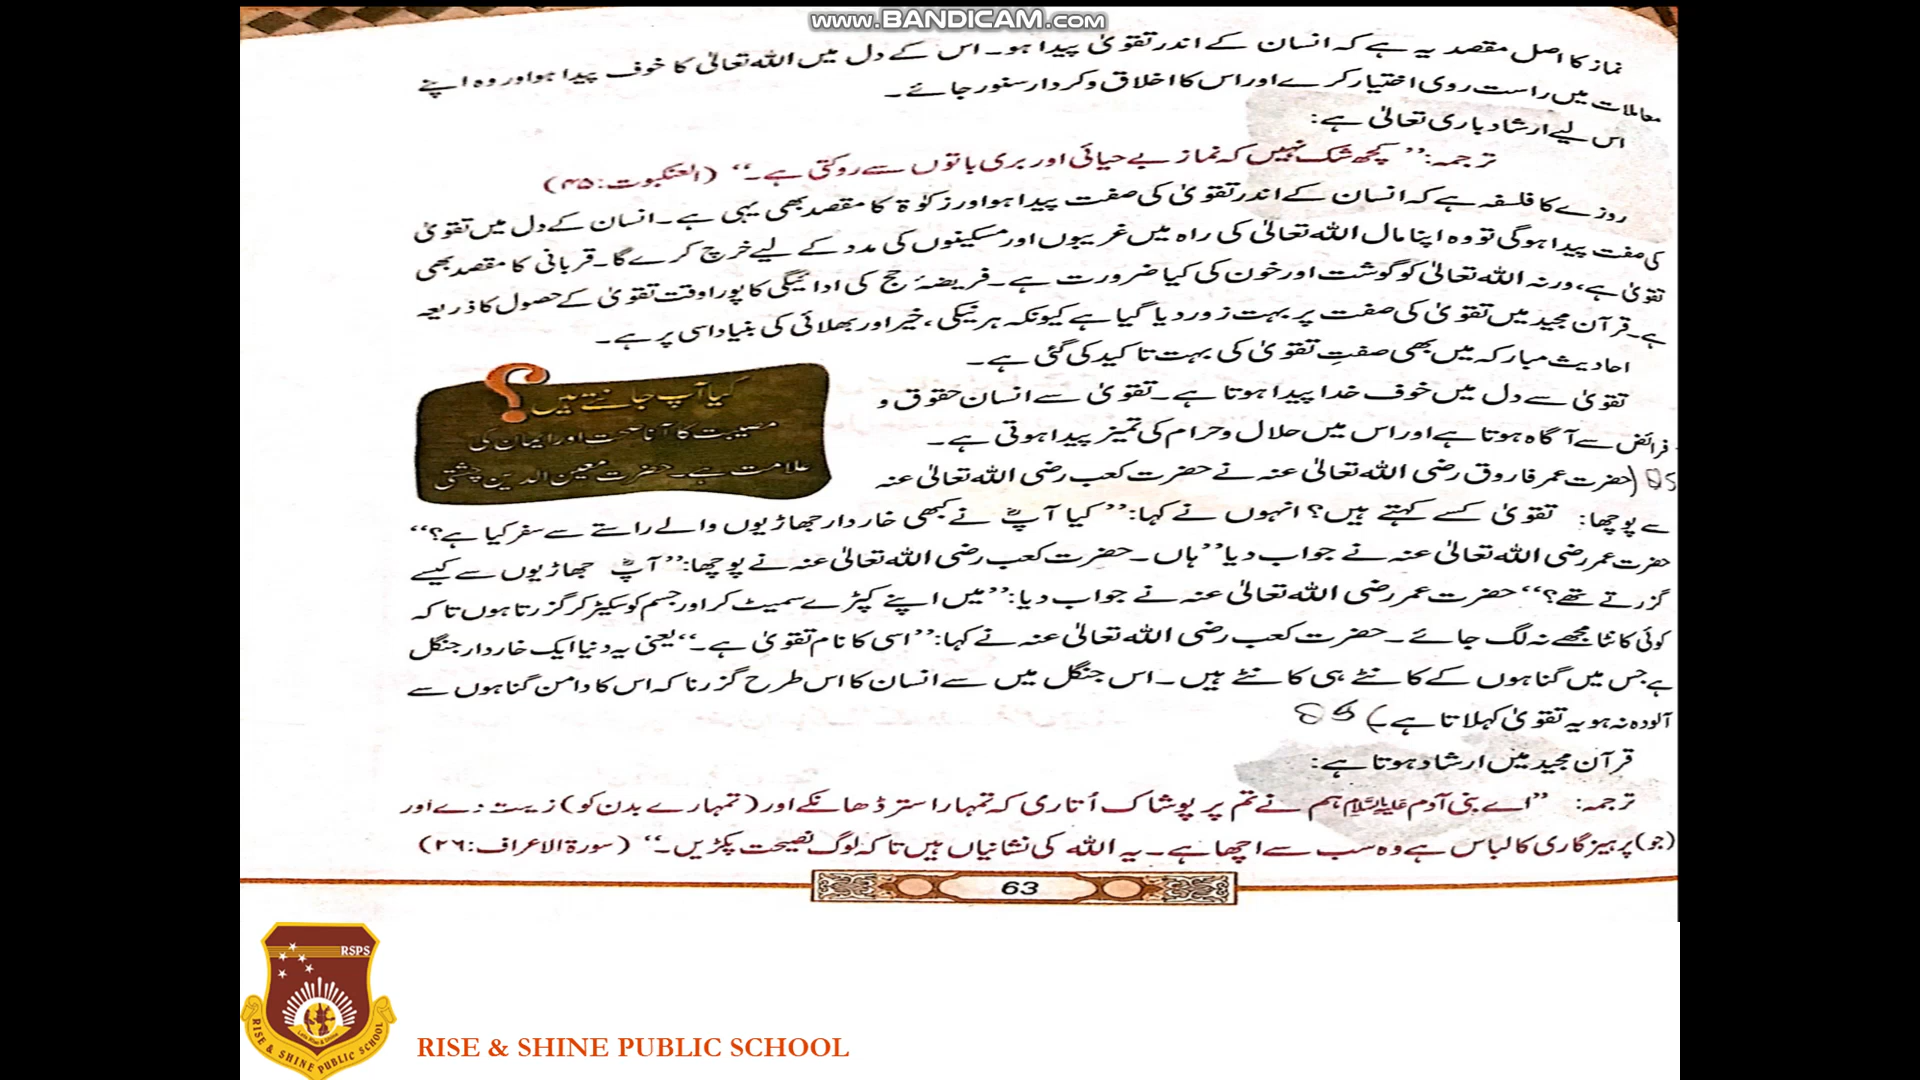 www.BANDICAM.com
نماز کا اصل مقصد یہ ہے کہ انسان کے اندر تقویٰ پیدا ہو۔ اس کے دل میں اللہ تعالیٰ کا خوف پیدا ہو اور وہ اپنے
معاملات میں راست روی اختیار کرے اور اس کا اخلاق و کردار سنور جائے۔
اس لیے ارشاد باری تعالیٰ ہے:
ترجمہ: ’’ کچھ شک نہیں کہ نماز بے حیائی اور بری باتوں سے روکتی ہے۔‘‘ (العنکبوت:۴۵)
روزے کا فلسفہ ہے کہ انسان کے اندر تقویٰ کی صفت پیدا ہو اور زکوٰۃ کا مقصد بھی یہی ہے۔ انسان کے دل میں تقویٰ
کی صفت پیدا ہوگی تو وہ اپنا مال اللہ تعالیٰ کی راہ میں غریبوں اور مسکینوں کی مدد کے لیے خرچ کرے گا۔ قربانی کا مقصد بھی
تقویٰ ہے، ورنہ اللہ تعالیٰ کو گوشت اور خون کی کیا ضرورت ہے۔ فریضۂ حج کی ادائیگی کا پورا وقت تقویٰ کے حصول کا ذریعہ
ہے۔ قرآن مجید میں تقویٰ کی صفت پر بہت زور دیا گیا ہے کیونکہ ہر نیکی، خیر اور بھلائی کی بنیاد اسی پر ہے۔
احادیث مبارکہ میں بھی صفتِ تقویٰ کی بہت تاکید کی گئی ہے۔
تقویٰ سے دل میں خوف خدا پیدا ہوتا ہے۔ تقویٰ سے انسان حقوق و
فرائض سے آگاہ ہوتا ہے اور اس میں حلال و حرام کی تمیز پیدا ہوتی ہے۔
؟
کیا آپ جانتے ہیں
مصیبت کا آنا صحت اور ایمان کی
علامت ہے۔ حضرت معین الدین چشتی
(حضرت عمر فاروق رضی اللہ تعالیٰ عنہ نے حضرت کعب رضی اللہ تعالیٰ عنہ
سے پوچھا: تقویٰ کسے کہتے ہیں؟ انہوں نے کہا: ’’ کیا آپؓ نے کبھی خاردار جھاڑیوں والے راستے سے سفر کیا ہے؟‘‘
حضرت عمر رضی اللہ تعالیٰ عنہ نے جواب دیا ’’ہاں۔ حضرت کعب رضی اللہ تعالیٰ عنہ نے پوچھا: ’’آپؓ جھاڑیوں سے کیسے
گزرتے تھے؟‘‘ حضرت عمر رضی اللہ تعالیٰ عنہ نے جواب دیا: ’’میں اپنے کپڑے سمیٹ کر اور جسم کو سکیڑ کر گزرتا ہوں تا کہ
کوئی کانٹا مجھے نہ لگ جائے۔ حضرت کعب رضی اللہ تعالیٰ عنہ نے کہا: ’’اسی کا نام تقویٰ ہے۔‘‘ یعنی یہ دنیا ایک خاردار جنگل
ہے جس میں گناہوں کے کانٹے ہی کانٹے ہیں۔ اس جنگل میں سے انسان کا اس طرح گزرنا کہ اس کا دامن گناہوں سے
آلودہ نہ ہو یہ تقویٰ کہلاتا ہے۔)
قرآن مجید میں ارشاد ہوتا ہے:
ترجمہ: ’’اے بنی آدم علیہ السلام ہم نے تم پر پوشاک اُتاری کہ تمہارا ستر ڈھانکے اور (تمہارے بدن کو) زینت دے اور
(جو) پرہیزگاری کا لباس ہے وہ سب سے اچھا ہے۔ یہ اللہ کی نشانیاں ہیں تا کہ لوگ نصیحت پکڑیں۔‘‘ (سورۃ الاعراف:۲۶)
63
RSPS
RISE & SHINE PUBLIC SCHOOL
RISE & SHINE PUBLIC SCHOOL